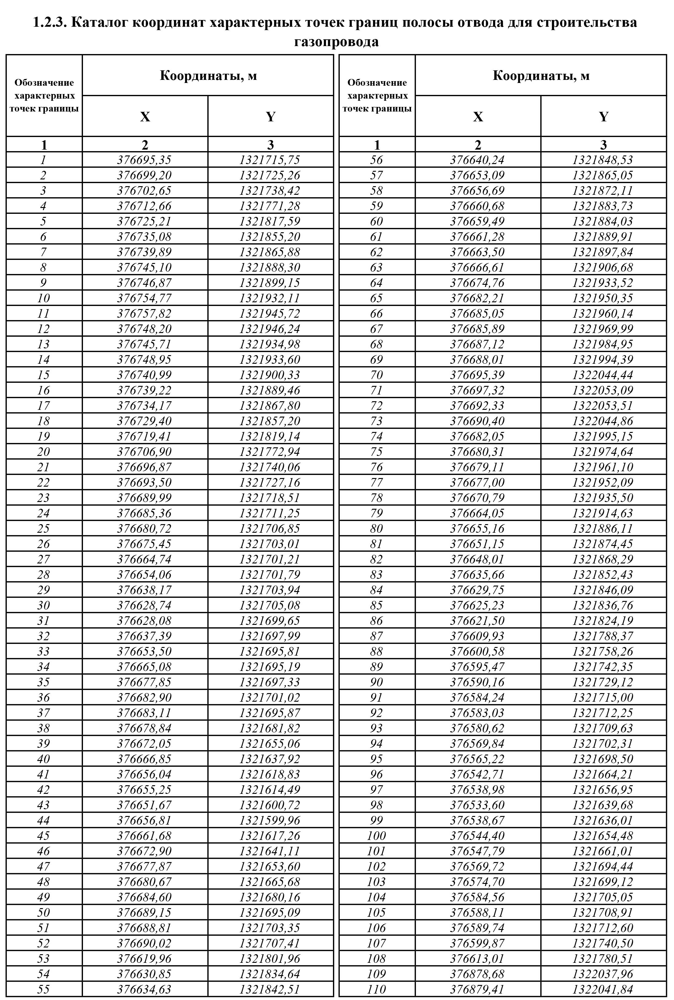 1.2.3. Каталог координат характерных точек границ полосы отвода для строительства
газопровода
Обозначение характерных точек границы Координаты, м
X Y
1 2 3
1 376695,35 1321715,75
2 376699,20 1321725,26
3 376702,65 1321738,42
4 376712,66 1321771,28
5 376725,21 1321817,59
6 376735,08 1321855,20
7 376739,89 1321865,88
8 376745,10 1321888,30
9 376746,87 1321899,15
10 376754,77 1321932,11
11 376757,82 1321945,72
12 376748,20 1321946,24
13 376745,71 1321934,98
14 376748,95 1321933,60
15 376740,99 1321900,33
16 376739,22 1321889,46
17 376734,17 1321867,80
18 376729,40 1321857,20
19 376719,41 1321819,14
20 376706,90 1321772,94
21 376696,87 1321740,06
22 376693,50 1321727,16
23 376689,99 1321718,51
24 376685,36 1321711,25
25 376680,72 1321706,85
26 376675,45 1321703,01
27 376664,74 1321701,21
28 376654,06 1321701,79
29 376638,17 1321703,94
30 376628,74 1321705,08
31 376628,08 1321699,65
32 376637,39 1321697,99
33 376653,50 1321695,81
34 376665,08 1321695,19
35 376677,85 1321697,33
36 376682,90 1321701,02
37 376683,11 1321695,87
38 376678,84 1321681,82
39 376672,05 1321655,06
40 376666,85 1321637,92
41 376656,04 1321618,83
42 376655,25 1321614,49
43 376651,67 1321600,72
44 376656,81 1321599,96
45 376661,68 1321617,26
46 376672,90 1321641,11
47 376677,87 1321653,60
48 376680,67 1321665,68
49 376684,60 1321680,16
50 376689,15 1321695,09
51 376688,81 1321703,35
52 376690,02 1321707,41
53 376619,96 1321801,96
54 376630,85 1321834,64
55 376634,63 1321842,51
Обозначение характерных точек границы Координаты, м
X Y
1 2 3
56 376640,24 1321848,53
57 376653,09 1321865,05
58 376656,69 1321872,11
59 376660,68 1321883,73
60 376659,49 1321884,03
61 376661,28 1321889,91
62 376663,50 1321897,84
63 376666,61 1321906,68
64 376674,76 1321933,52
65 376682,21 1321950,35
66 376685,05 1321960,14
67 376685,89 1321969,99
68 376687,12 1321984,95
69 376688,01 1321994,39
70 376695,39 1322044,44
71 376697,32 1322053,09
72 376692,33 1322053,51
73 376690,40 1322044,86
74 376682,05 1321995,15
75 376680,31 1321974,64
76 376679,11 1321961,10
77 376677,00 1321952,09
78 376670,79 1321935,50
79 376664,05 1321914,63
80 376655,16 1321886,11
81 376651,15 1321874,45
82 376648,01 1321868,29
83 376635,66 1321852,43
84 376629,75 1321846,09
85 376625,23 1321836,76
86 376621,50 1321824,19
87 376609,93 1321788,37
88 376600,58 1321758,26
89 376595,47 1321742,35
90 376590,16 1321729,12
91 376584,24 1321715,00
92 376583,03 1321712,25
93 376580,62 1321709,63
94 376569,84 1321702,31
95 376565,22 1321698,50
96 376542,71 1321664,21
97 376538,98 1321656,95
98 376533,60 1321639,68
99 376538,67 1321636,01
100 376544,40 1321654,48
101 376547,79 1321661,01
102 376569,72 1321694,44
103 376574,70 1321699,12
104 376584,56 1321705,05
105 376588,11 1321708,91
106 376589,74 1321712,60
107 376599,87 1321740,50
108 376613,01 1321780,51
109 376878,68 1322037,96
110 376879,41 1322041,84